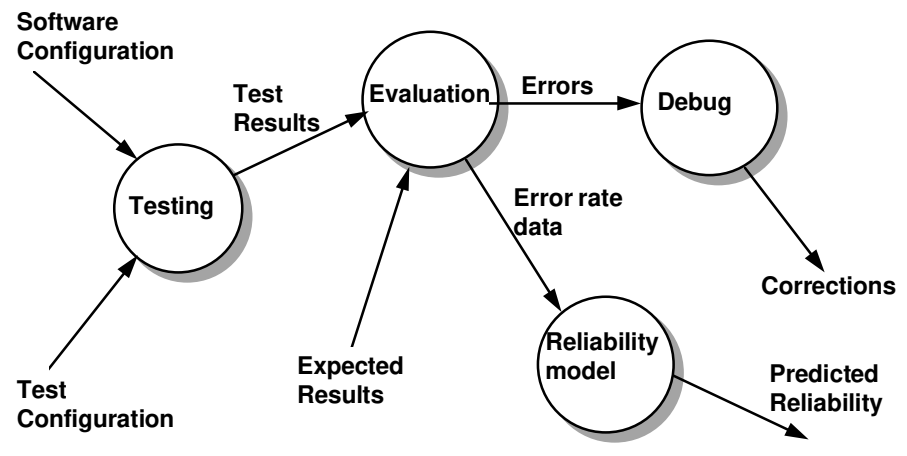 Software
Configuration
Test
Results
Evaluation
Errors
Debug
Testing
Error rate
data
Corrections
Expected
Results
Reliability
model
Predicted
Reliability
Test
Configuration